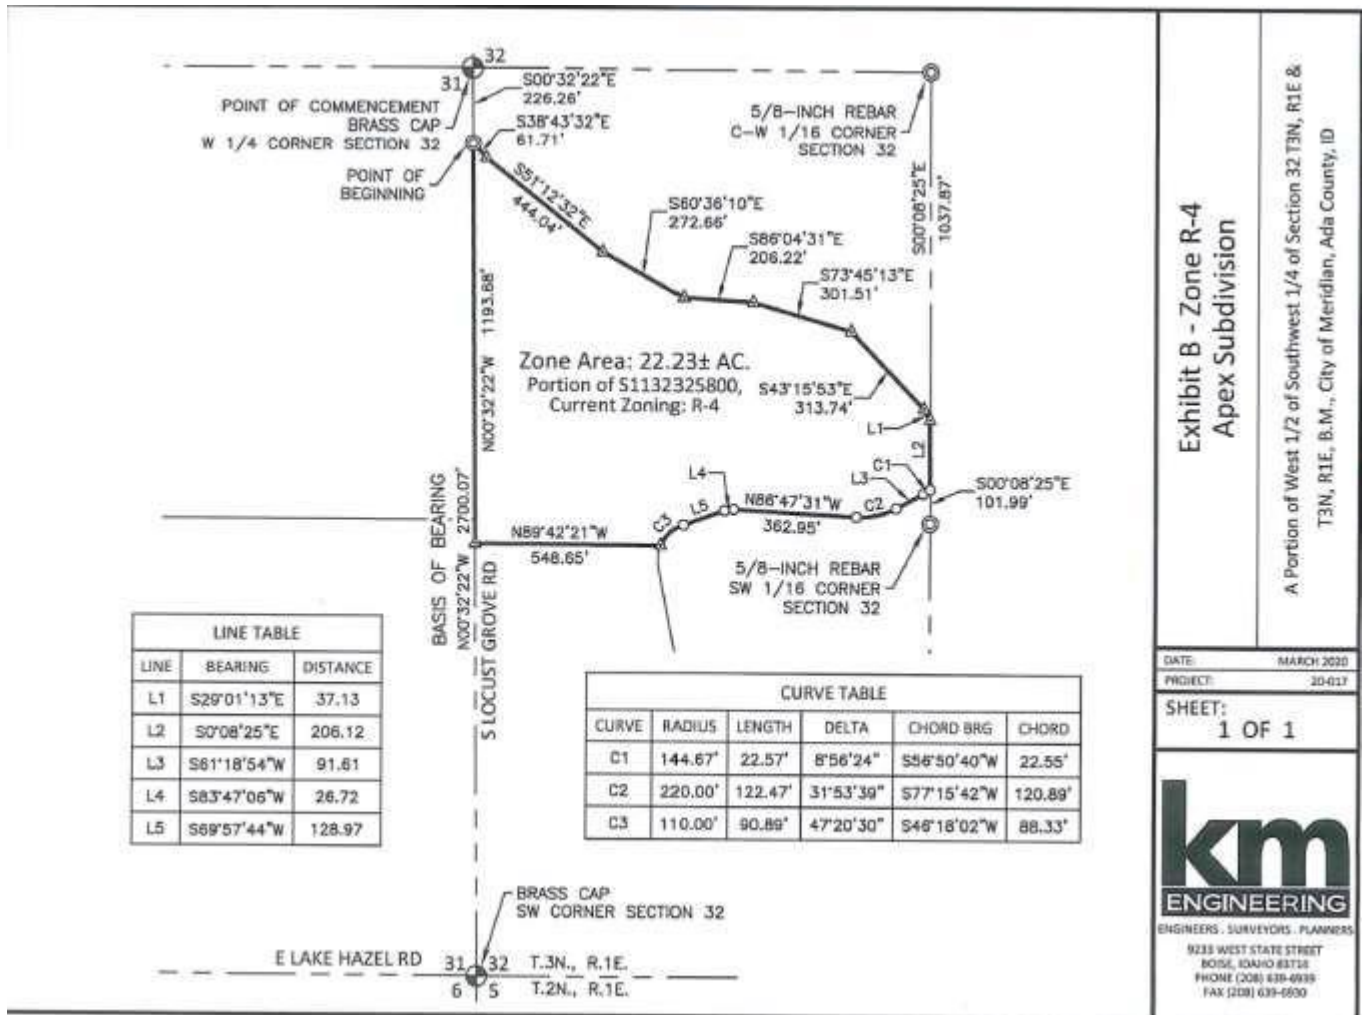 32
31
S00°32'22"E
226.26'
POINT OF COMMENCEMENT
BRASS CAP
W 1/4 CORNER SECTION 32
S38°43'32"E
61.71'
POINT OF
BEGINNING
5/8-INCH REBAR
C-W 1/16 CORNER
SECTION 32
S51°12'32"E
444.04'
S60°36'10"E
272.66'
S86°04'31"E
206.22'
S73°45'13"E
301.51'
S00°08'25"E
1037.87'
N00°32'22"W 1193.68'
Zone Area: 22.23± AC.
Portion of S1132325800,
Current Zoning: R-4
S43°15'53"E
313.74'
L1
L2
C1
L3
L4
L5
C2
C3
N86°47'31"W
362.95'
S00°08'25"E
101.99'
N89°42'21"W
548.65'
5/8-INCH REBAR
SW 1/16 CORNER
SECTION 32
BASIS OF BEARING
N00°32'22"W 2700.07'
S LOCUST GROVE RD
LINE TABLE
LINE BEARING DISTANCE
L1 S29°01'13"E 37.13
L2 S0°08'25"E 206.12
L3 S61°18'54"W 91.61
L4 S83°47'06"W 26.72
L5 S69°57'44"W 128.97
CURVE TABLE
CURVE RADIUS LENGTH DELTA CHORD BRG CHORD
C1 144.67' 22.57' 8°56'24" S56°50'40"W 22.55'
C2 220.00' 122.47' 31°53'39" S77°15'42"W 120.89'
C3 110.00' 90.89' 47°20'30" S46°18'02"W 88.33'
BRASS CAP
SW CORNER SECTION 32
E LAKE HAZEL RD
31 32 T.3N., R.1E.
6 5 T.2N., R.1E.
Exhibit B - Zone R-4
Apex Subdivision
A Portion of West 1/2 of Southwest 1/4 of Section 32 T3N, R1E &
T3N, R1E, B.M., City of Meridian, Ada County, ID
DATE: MARCH 2020
PROJECT: 20-017
SHEET:
1 OF 1
km
ENGINEERING
ENGINEERS . SURVEYORS . PLANNERS
9233 WEST STATE STREET
BOISE, IDAHO 83714
PHONE (208) 639-6939
FAX (208) 639-6930